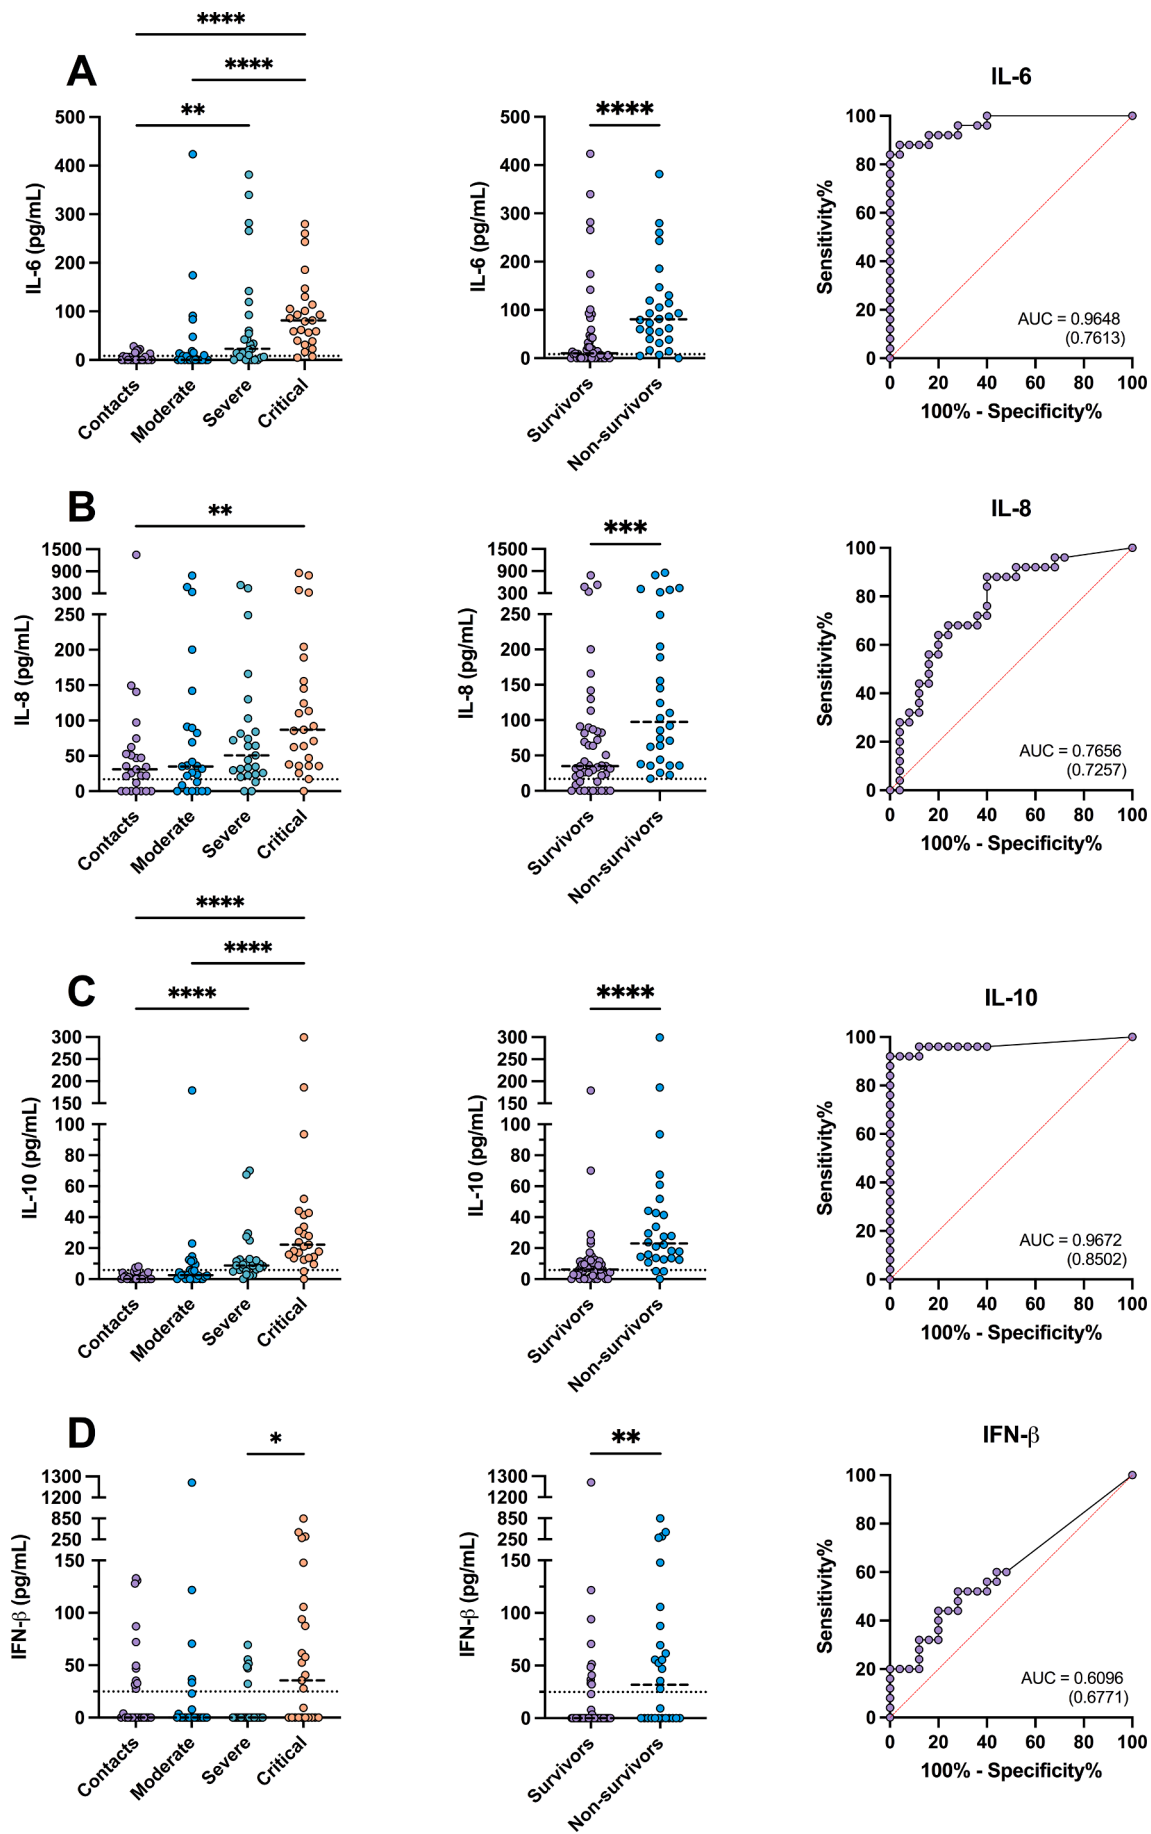 A
****
****
**
IL-6 (pg/mL)
500
400
300
200
100
0
Contacts
Moderate
Severe
Critical
****
IL-6 (pg/mL)
500
400
300
200
100
0
Survivors
Non-survivors
IL-6
Sensitivity%
100
80
60
40
20
0
AUC = 0.9648
(0.7613)
0 20 40 60 80 100
100% - Specificity%
B
**
IL-8 (pg/mL)
1500
900
300
250
200
150
100
50
0
Contacts
Moderate
Severe
Critical
***
IL-8 (pg/mL)
1500
900
300
250
200
150
100
50
0
Survivors
Non-survivors
IL-8
Sensitivity%
100
80
60
40
20
0
AUC = 0.7656
(0.7257)
0 20 40 60 80 100
100% - Specificity%
C
****
****
****
IL-10 (pg/mL)
300
250
200
150
100
80
60
40
20
0
Contacts
Moderate
Severe
Critical
****
IL-10 (pg/mL)
300
250
200
150
100
80
60
40
20
0
Survivors
Non-survivors
IL-10
Sensitivity%
100
80
60
40
20
0
AUC = 0.9672
(0.8502)
0 20 40 60 80 100
100% - Specificity%
D
*
IFN-β (pg/mL)
1300
1200
850
250
150
100
50
0
Contacts
Moderate
Severe
Critical
**
IFN-β (pg/mL)
1300
1200
850
250
150
100
50
0
Survivors
Non-survivors
IFN-β
Sensitivity%
100
80
60
40
20
0
AUC = 0.6096
(0.6771)
0 20 40 60 80 100
100% - Specificity%